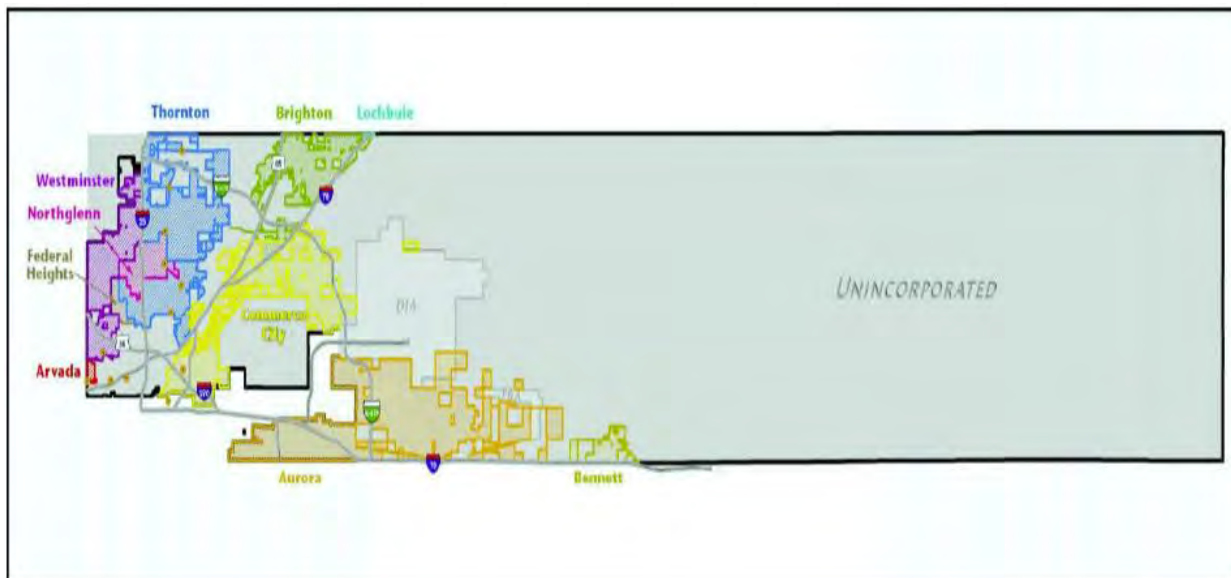 Thornton
Brighton
Lochbuie
Westminster
Northglenn
Federal
Heights
UNINCORPORATED
DIA
Commerce
City
Arvada
Aurora
Bennett